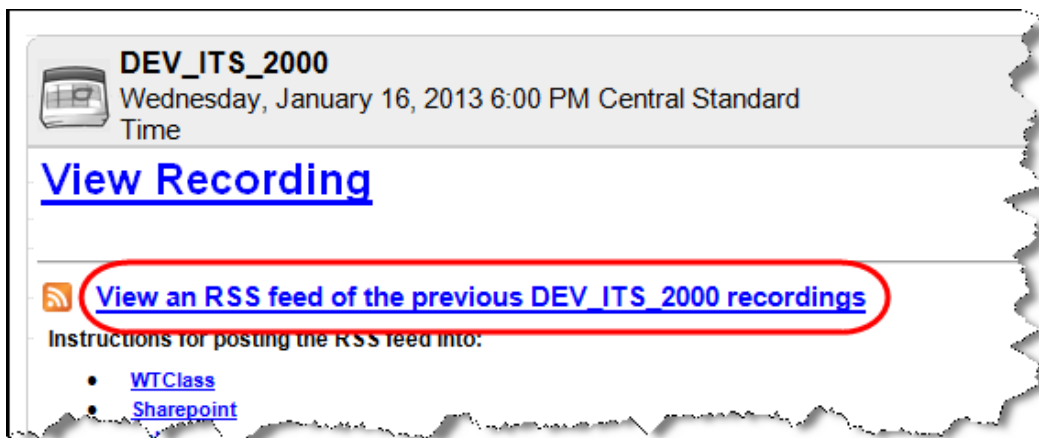 DEV_ITS_2000
Wednesday, January 16, 2013 6:00 PM Central Standard
Time
View Recording
View an RSS feed of the previous DEV_ITS_2000 recordings
Instructions for posting the RSS feed into:
WTClass
Sharepoint